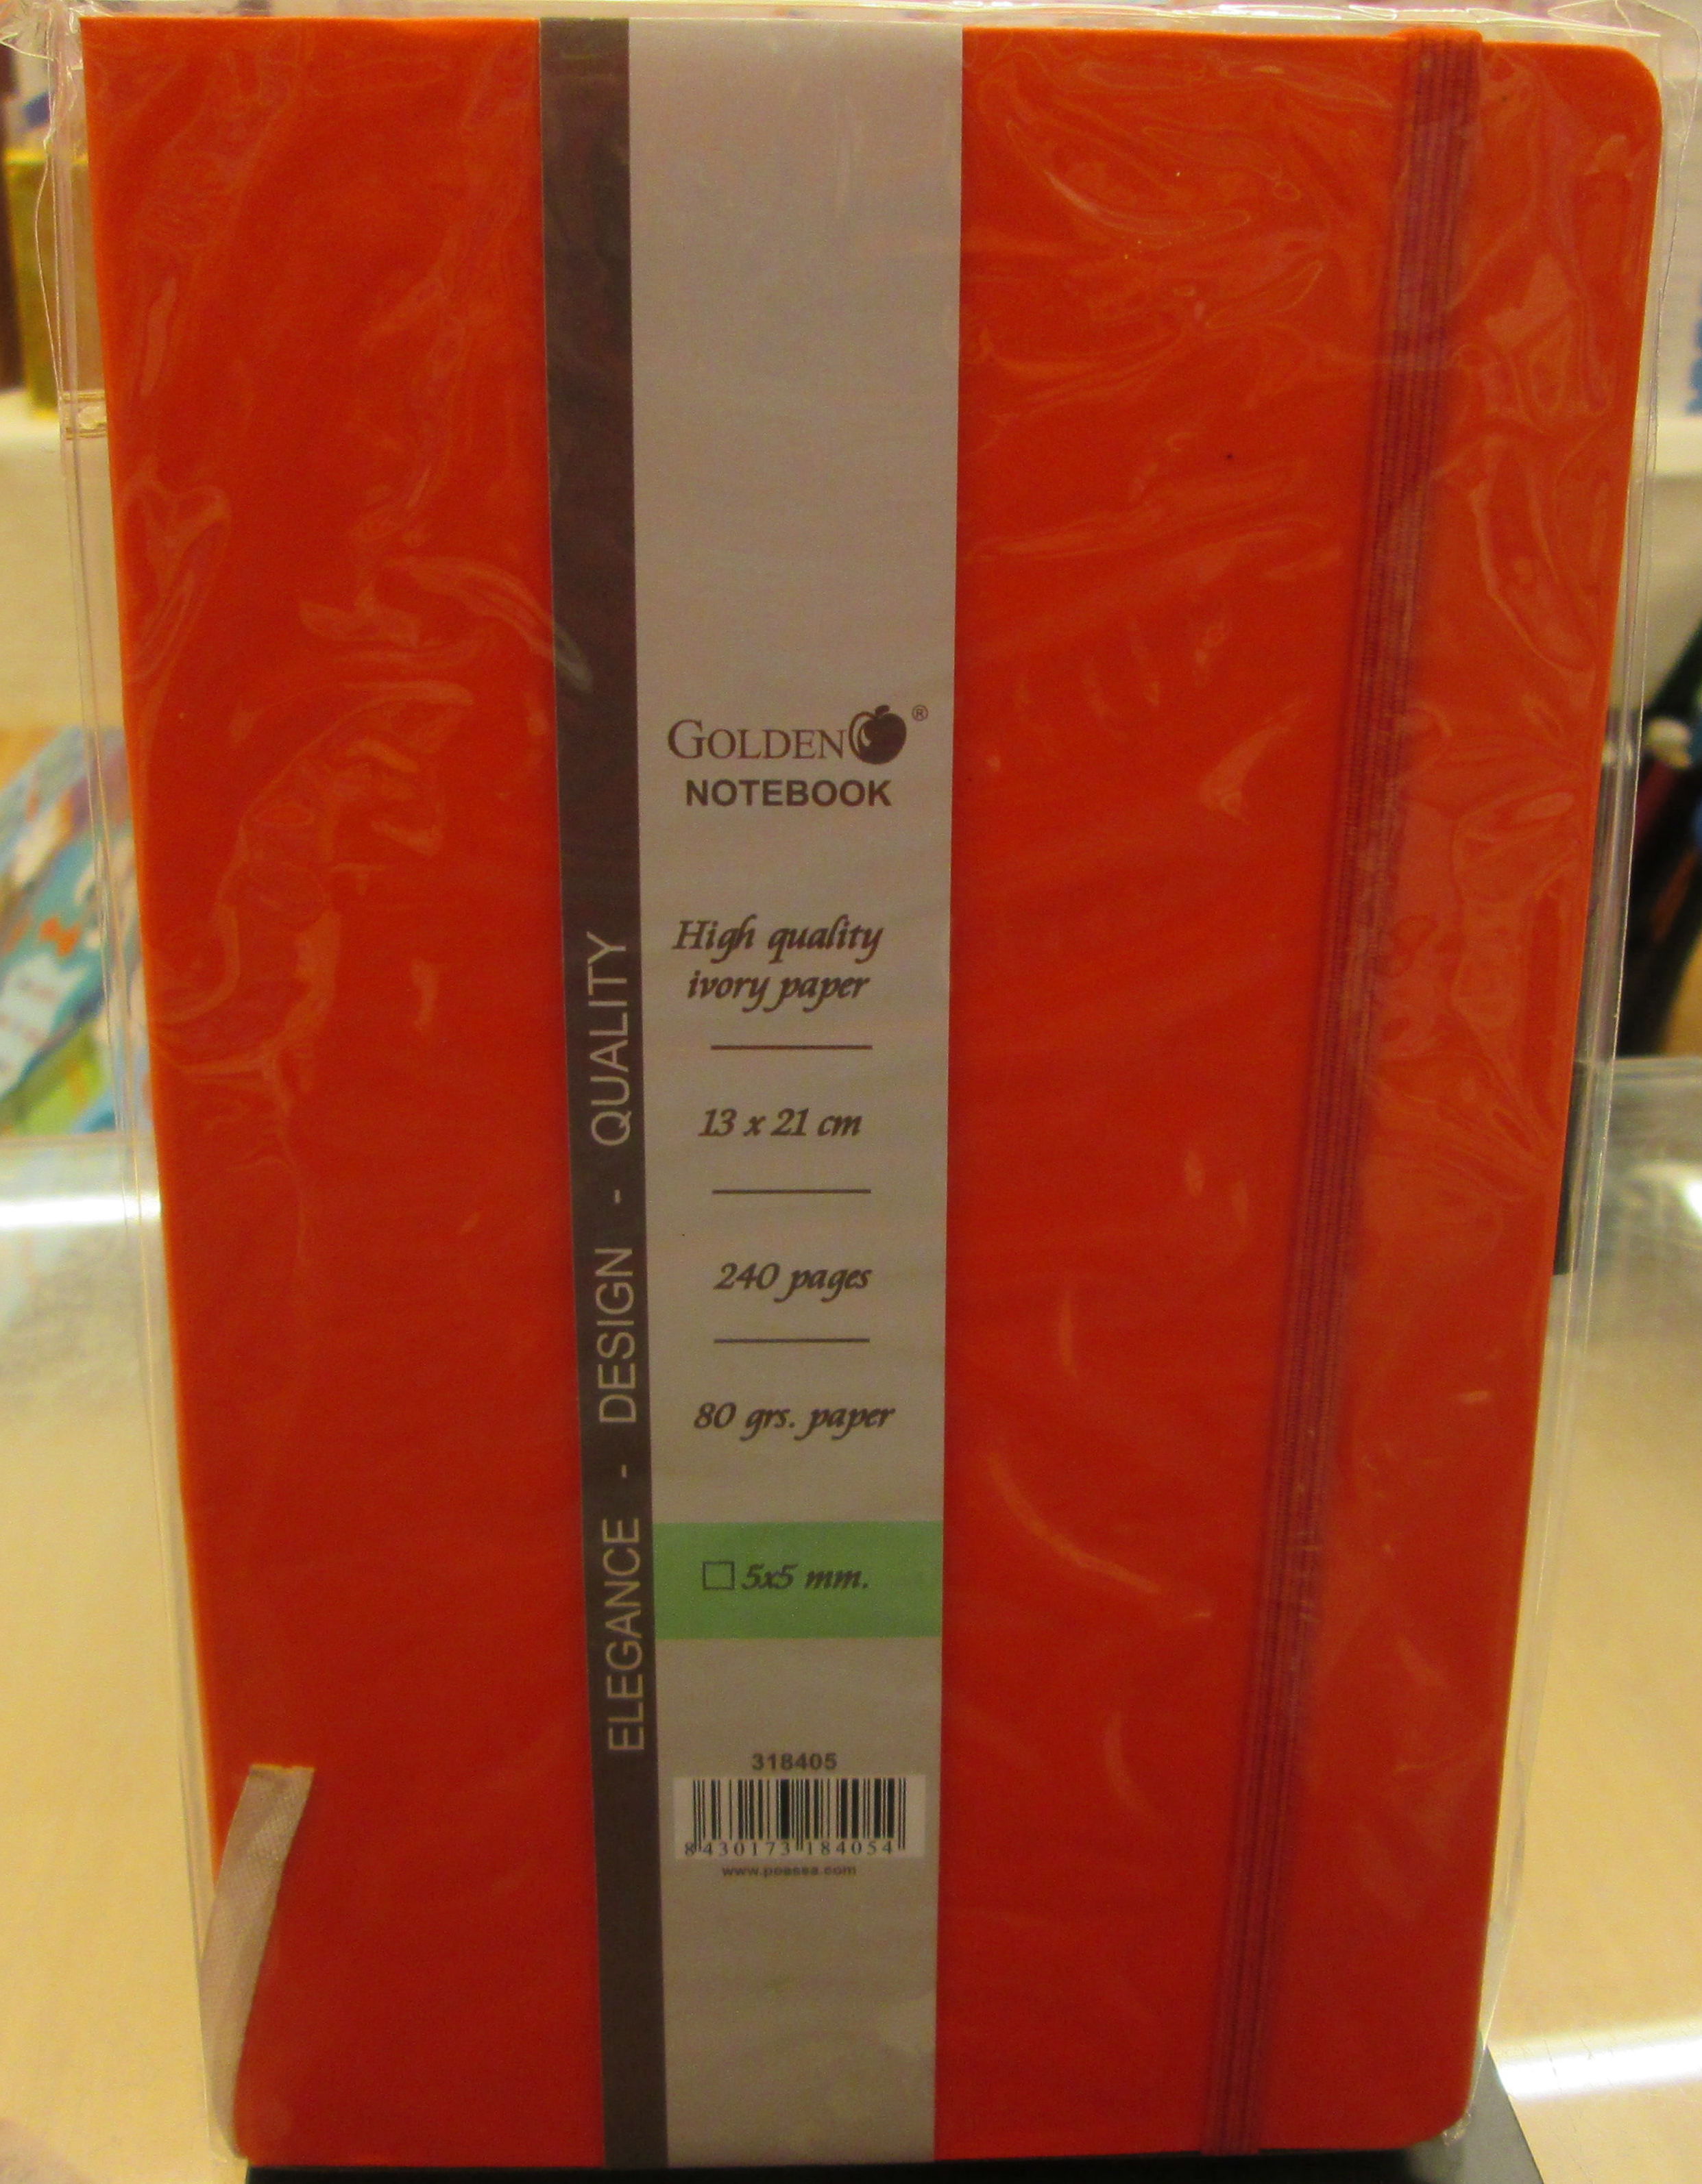 GOLDEN®
NOTEBOOK
High quality
ivory paper
13 x 21 cm
240 pages
80 grs. paper
5x5 mm.
ELEGANCE - DESIGN - QUALITY
318405
8 430173 184054
www.poessa.com